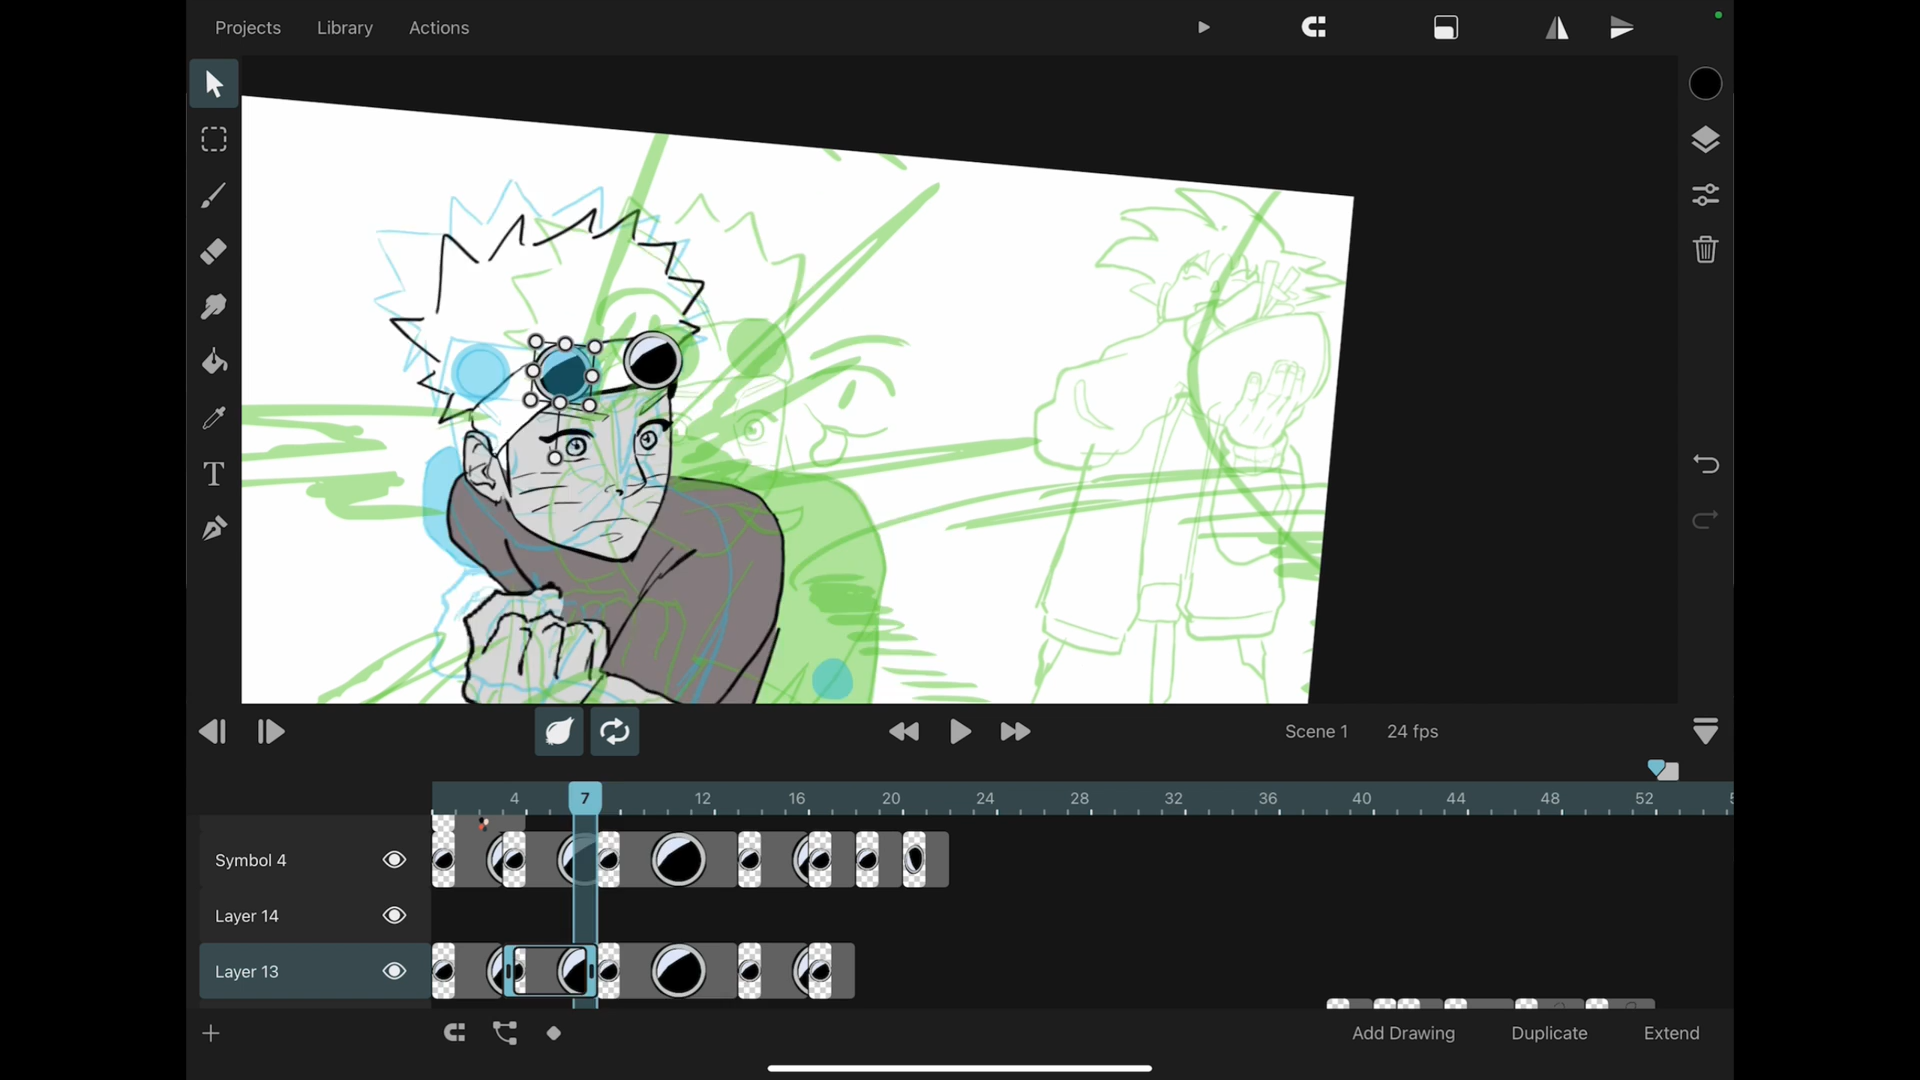 Projects Library Actions
T
Scene 1 24 fps
4 7 12 16 20 24 28 32 36 40 44 48 52
Symbol 4
Layer 14
Layer 13
Add Drawing Duplicate Extend